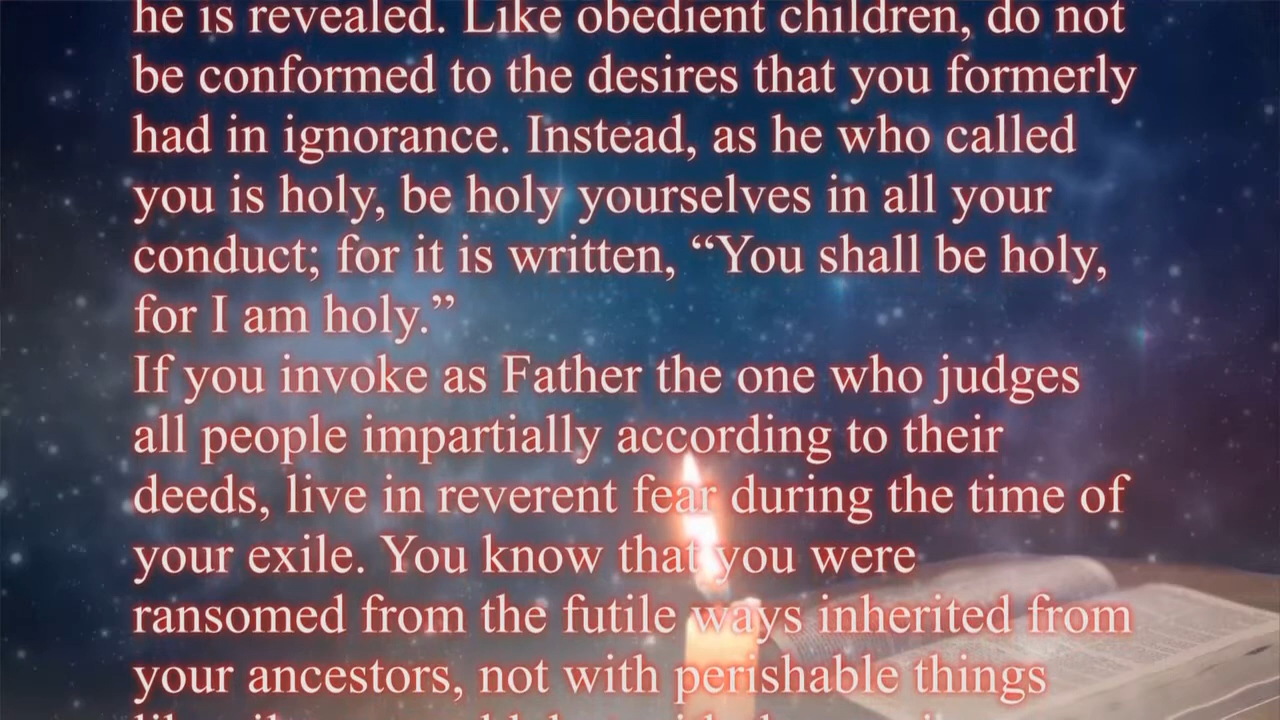 he is revealed. Like obedient children, do not
be conformed to the desires that you formerly
had in ignorance. Instead, as he who called
you is holy, be holy yourselves in all your
conduct; for it is written, “You shall be holy,
for I am holy.”
If you invoke as Father the one who judges
all people impartially according to their
deeds, live in reverent fear during the time of
your exile. You know that you were
ransomed from the futile ways inherited from
your ancestors, not with perishable things